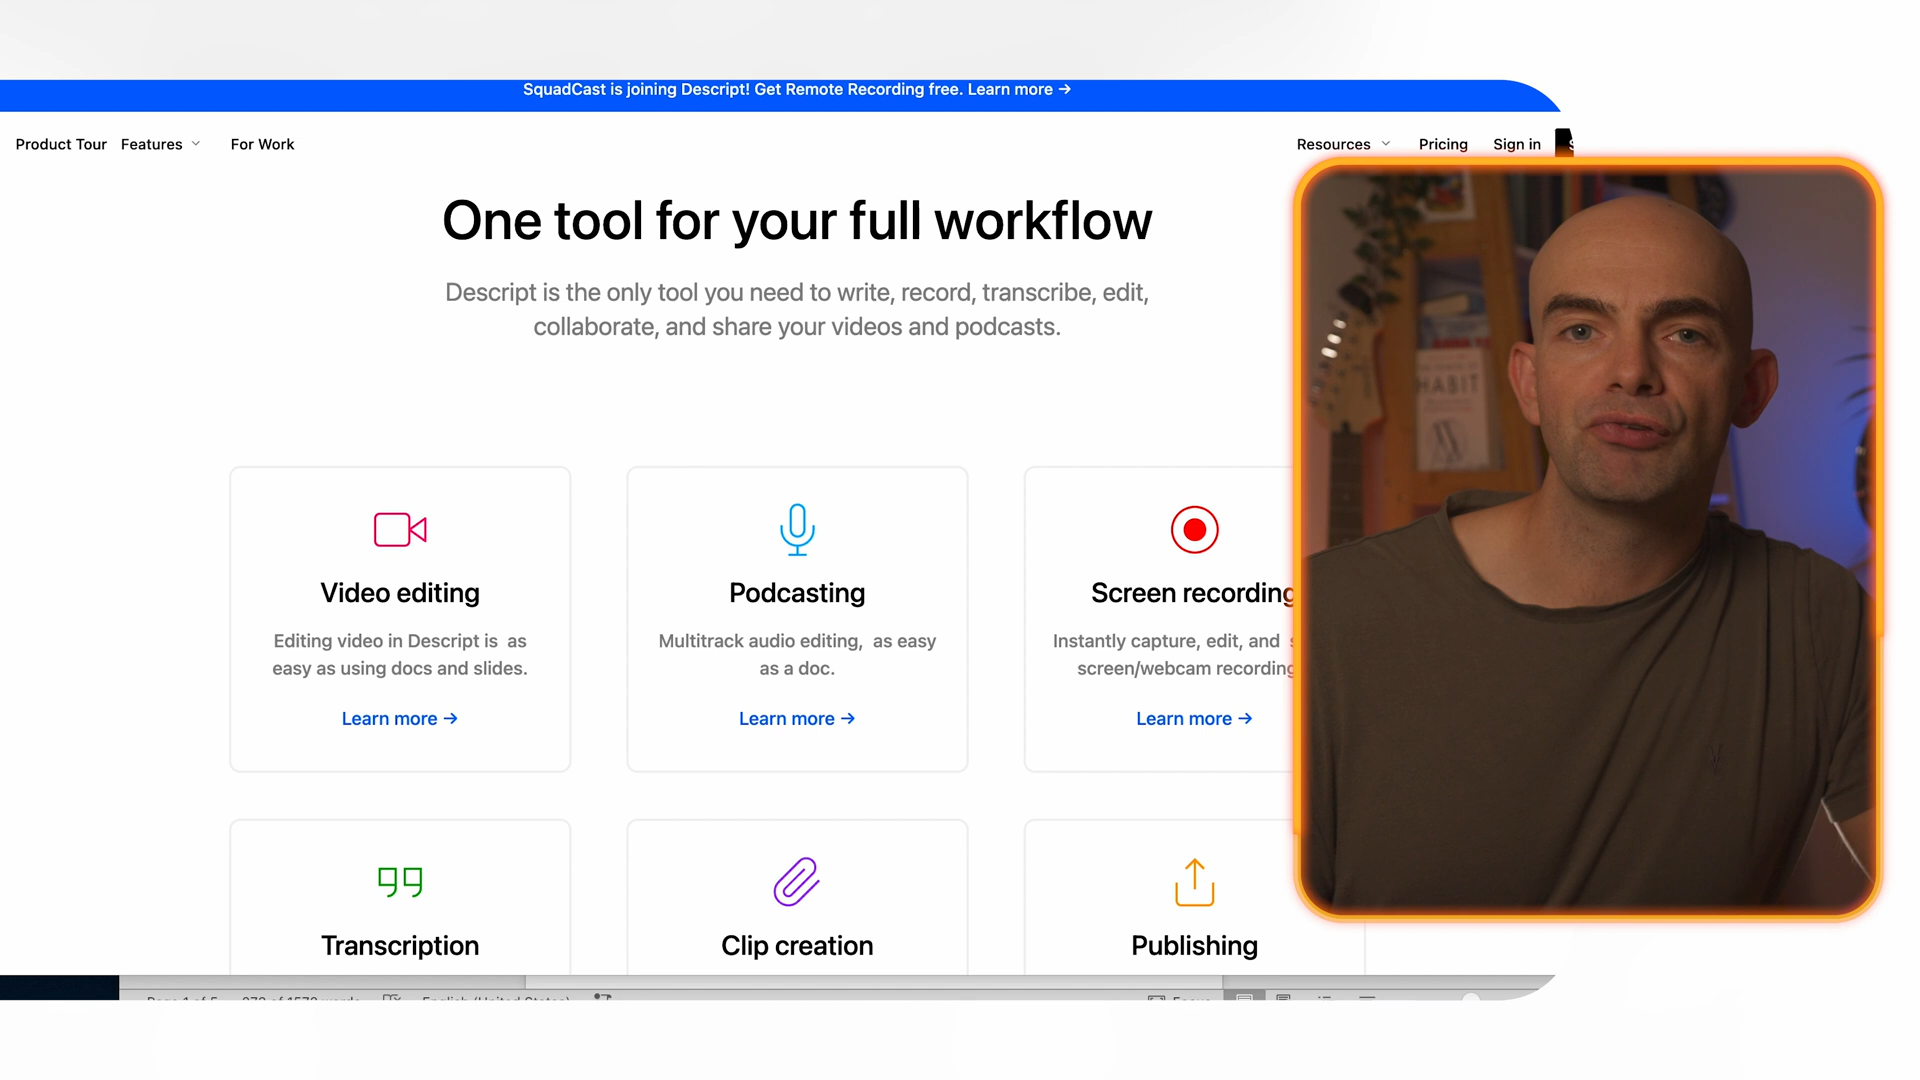 SquadCast is joining Descript! Get Remote Recording free. Learn more →
Product Tour Features For Work Resources Pricing Sign in
One tool for your full workflow
Descript is the only tool you need to write, record, transcribe, edit,
collaborate, and share your videos and podcasts.
HABIT
Video editing
Editing video in Descript is as
easy as using docs and slides.
Learn more →
Podcasting
Multitrack audio editing, as easy
as a doc.
Learn more →
Screen recording
Instantly capture, edit, and
screen/webcam recording
Learn more →
Transcription
Clip creation
Publishing